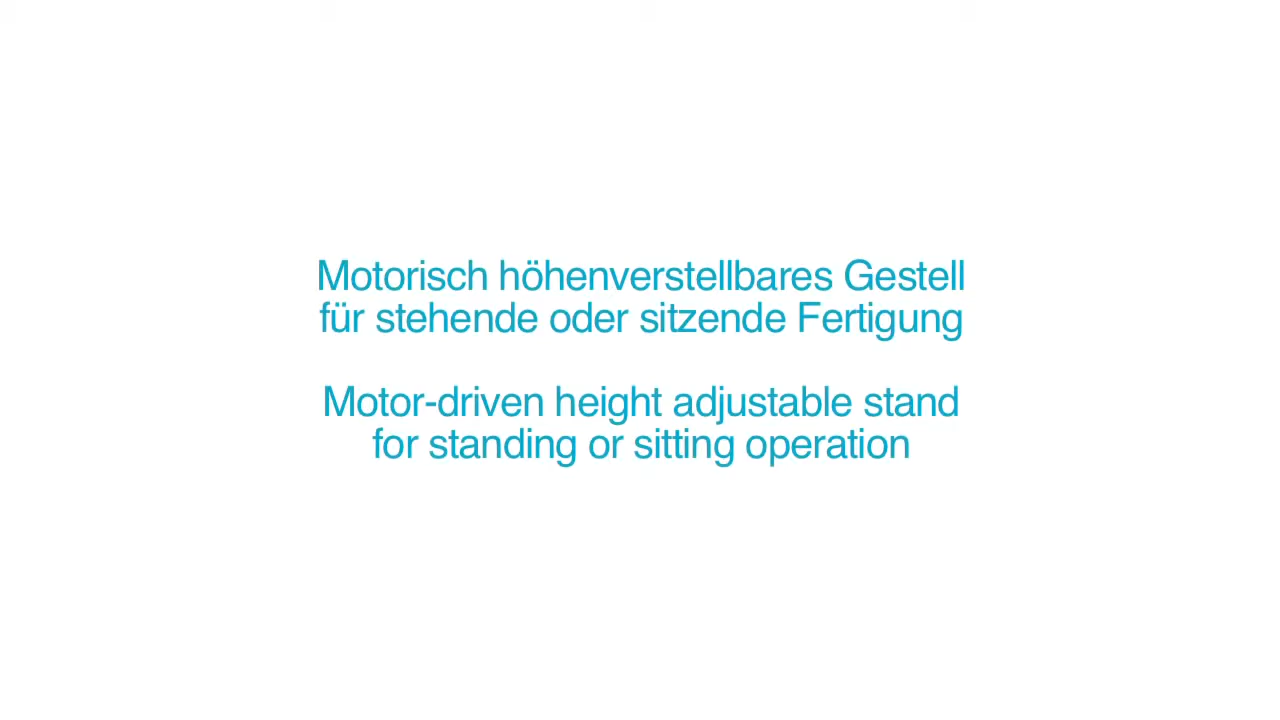 Motorisch höhenverstellbares Gestell
für stehende oder sitzende Fertigung
Motor-driven height adjustable stand
for standing or sitting operation